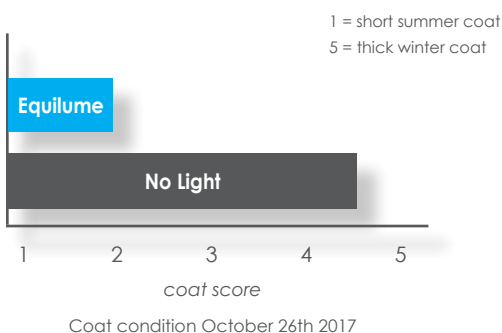 1 = short summer coat
5 = thick winter coat
Equilume
No Light
1 2 3 4 5
coat score
Coat condition October 26th 2017